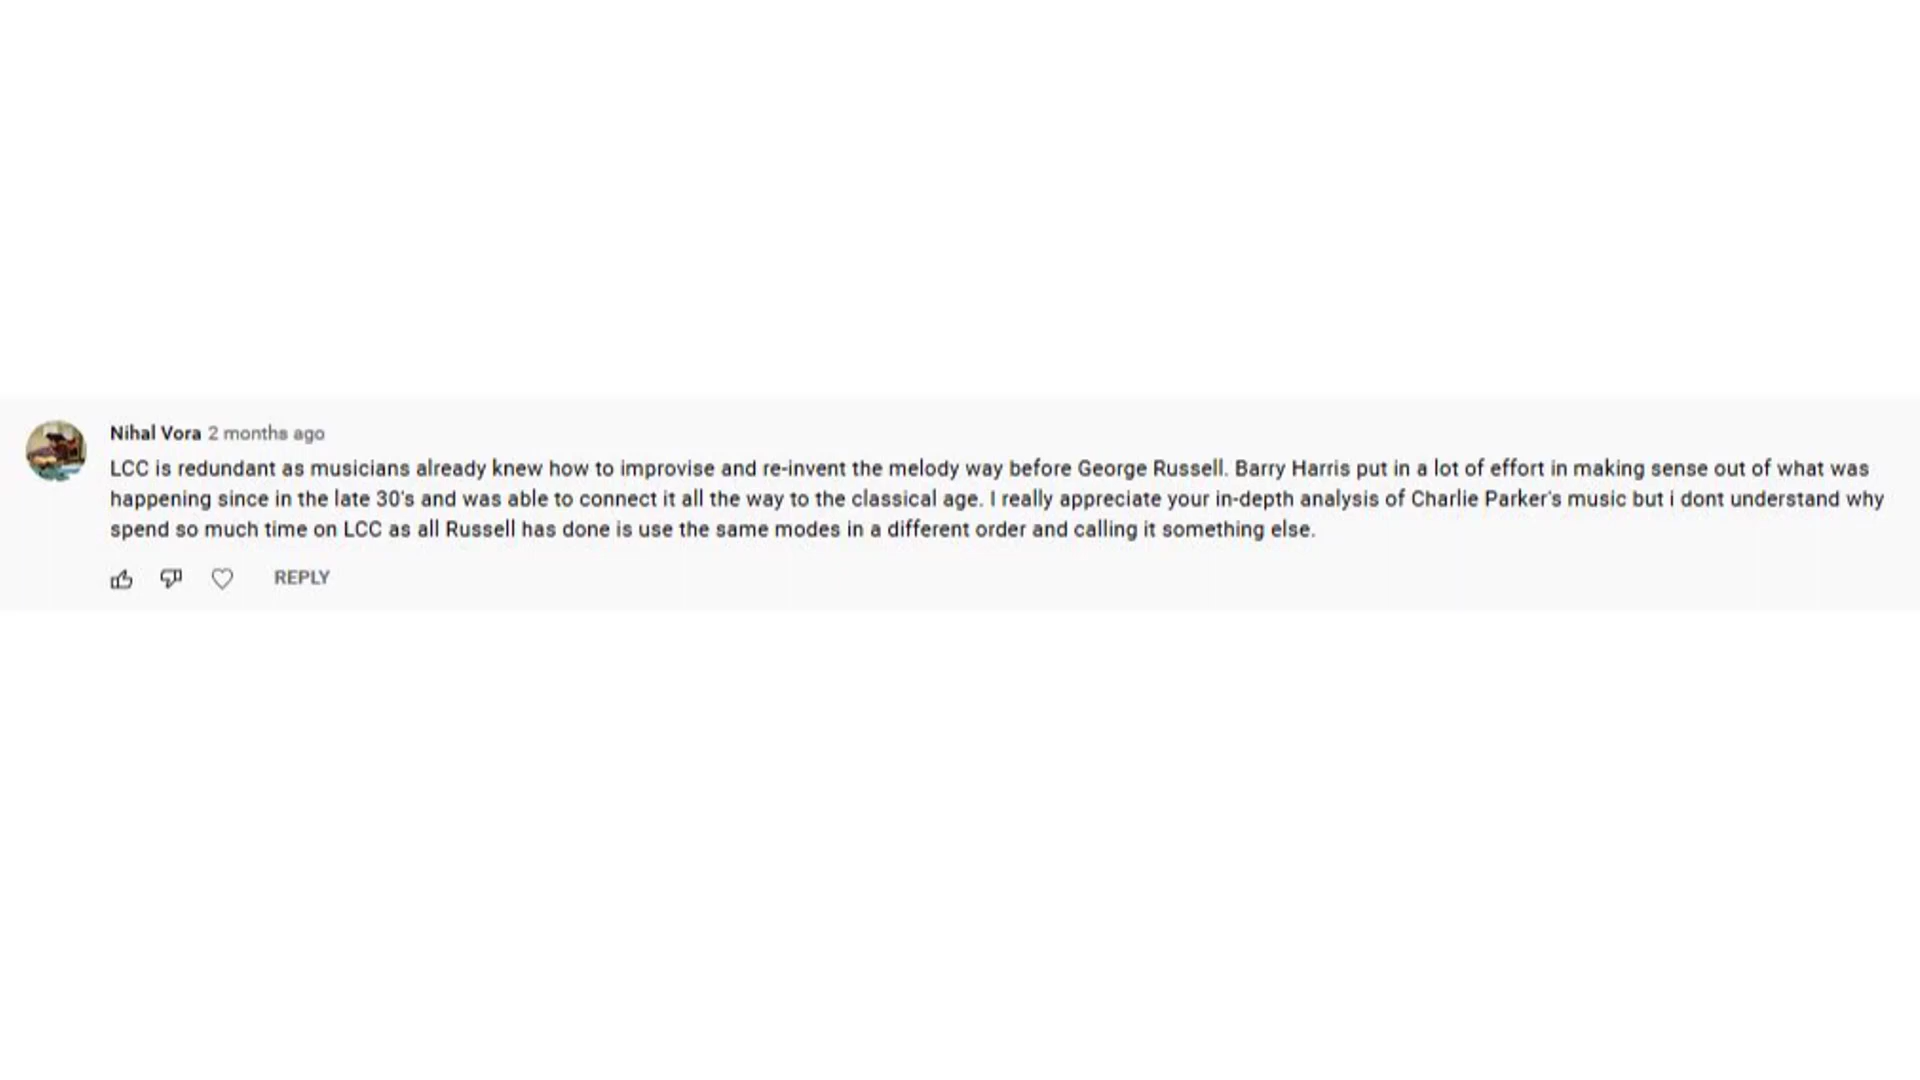 Nihal Vora 2 months ago
LCC is redundant as musicians already knew how to improvise and re-invent the melody way before George Russell. Barry Harris put in a lot of effort in making sense out of what was
happening since in the late 30's and was able to connect it all the way to the classical age. I really appreciate your in-depth analysis of Charlie Parker's music but i dont understand why
spend so much time on LCC as all Russell has done is use the same modes in a different order and calling it something else.
REPLY